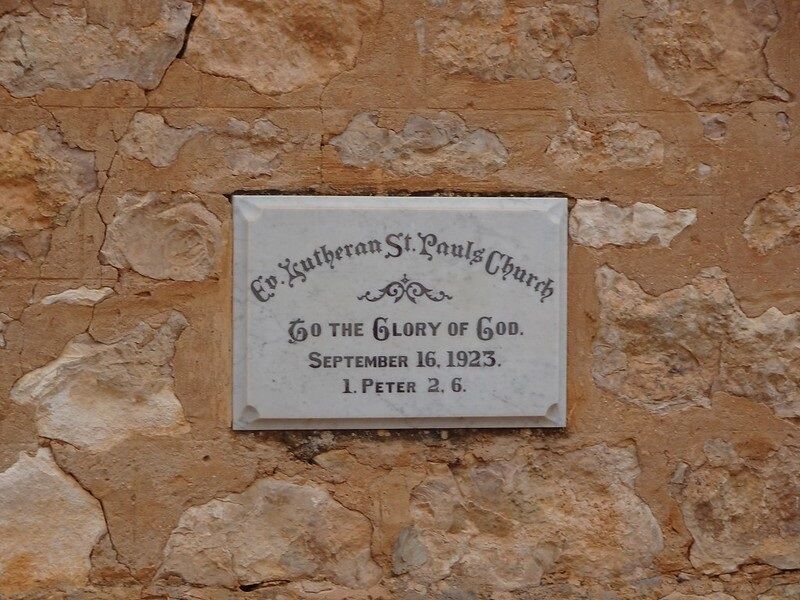 Ev. Lutheran St. Pauls Church
To the Glory of God.
September 16, 1923.
1. Peter 2, 6.